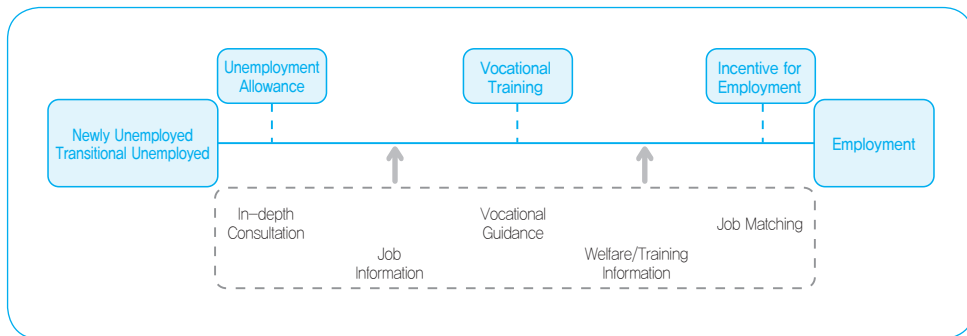 Unemployment
Allowance
Vocational
Training
Incentive for
Employment
Newly Unemployed
Transitional Unemployed
Employment
In-depth
Consultation
Job
Information
Vocational
Guidance
Welfare/Training
Information
Job Matching